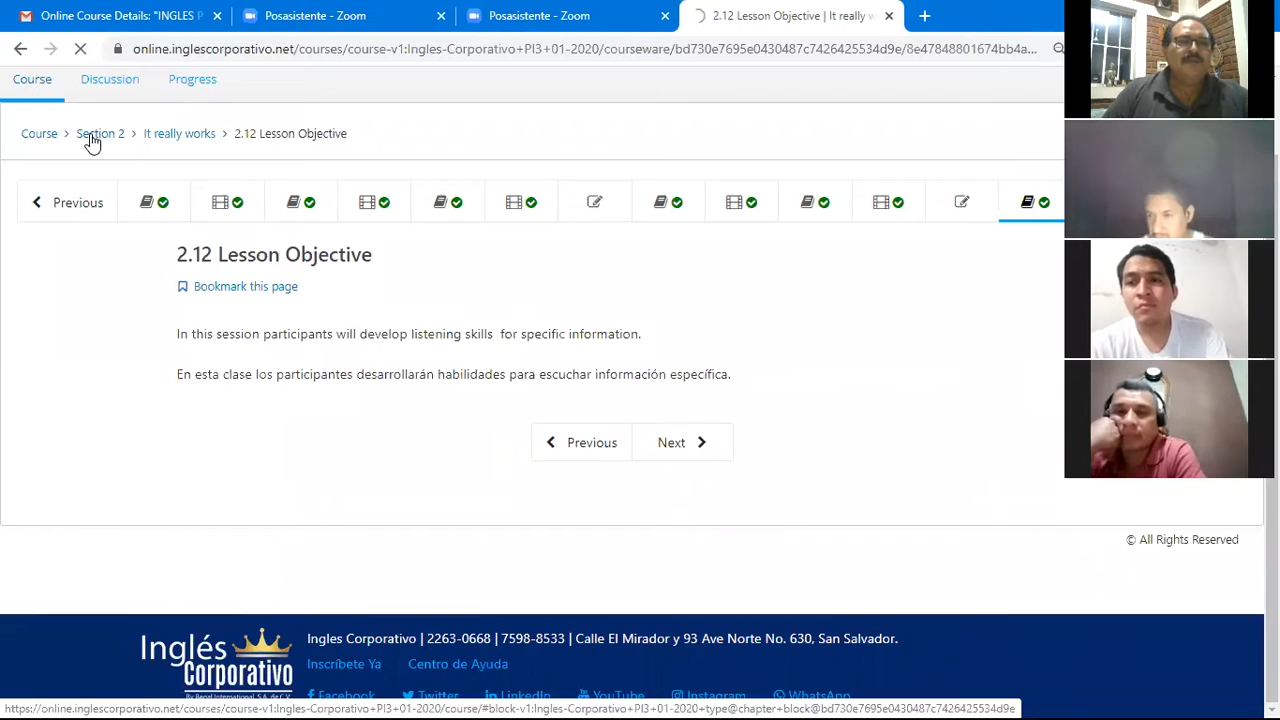 Online Course Details: "INGLES P
Posasistente - Zoom
Posasistente - Zoom
2.12 Lesson Objective | It really w
online.inglescorporativo.net/courses/course-v1:Ingles-Corporativo+PI3+01-2020/courseware/bd730e7695e0430487c7426425534d9e/8e47848801674bb4a...
Course
Discussion
Progress
Course > Section 2 > It really works > 2.12 Lesson Objective
Previous
2.12 Lesson Objective
Bookmark this page
In this session participants will develop listening skills for specific information.
En esta clase los participantes desarrollarán habilidades para escuchar información específica.
Previous
Next
© All Rights Reserved
Inglés Corporativo
Ingles Corporativo | 2263-0668 | 7598-8533 | Calle El Mirador y 93 Ave Norte No. 630, San Salvador.
Inscríbete Ya
Centro de Ayuda
Facebook
Twitter
LinkedIn
YouTube
Instagram
WhatsApp
https://online.inglescorporativo.net/courses/course-v1:Ingles-Corporativo+PI3+01-2020/course/#block-v1:Ingles-Corporativo+PI3+01-2020+type@chapter+block@bd730e7695e0430487c7426425534d9e